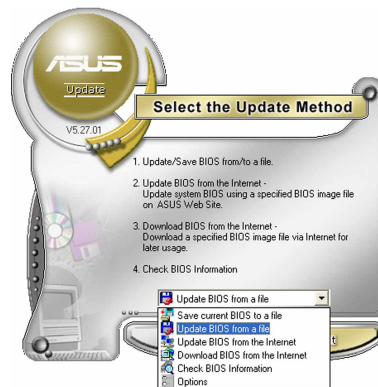 ASUS
Update
V5.27.01
Select the Update Method
1. Update/Save BIOS from/to a file.
2. Update BIOS from the Internet -
Update system BIOS using a specified BIOS image file
on ASUS Web Site.
3. Download BIOS from the Internet -
Download a specified BIOS image file via Internet for
later usage.
4. Check BIOS Information
Update BIOS from a file
Save current BIOS to a file
Update BIOS from a file
Update BIOS from the Internet
t
Download BIOS from the Internet
Check BIOS Information
Options